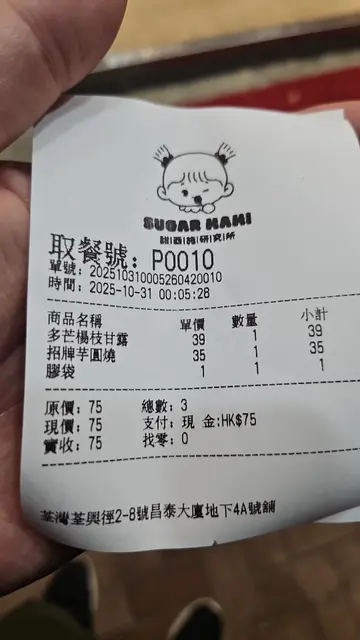 SUGAR MAMI
甜西施研究所
取餐號: P0010
單號: 202510310005260420010
時間: 2025-10-31 00:05:28
商品名稱 單價 數量 小計
多芒楊枝甘露 39 1 39
招牌芋圓燒 35 1 35
膠袋 1 1 1
原價: 75 總數: 3
現價: 75 支付: 現 金:HK$75
實收: 75 找零: 0
荃灣荃興徑2-8號昌泰大廈地下4A號舖